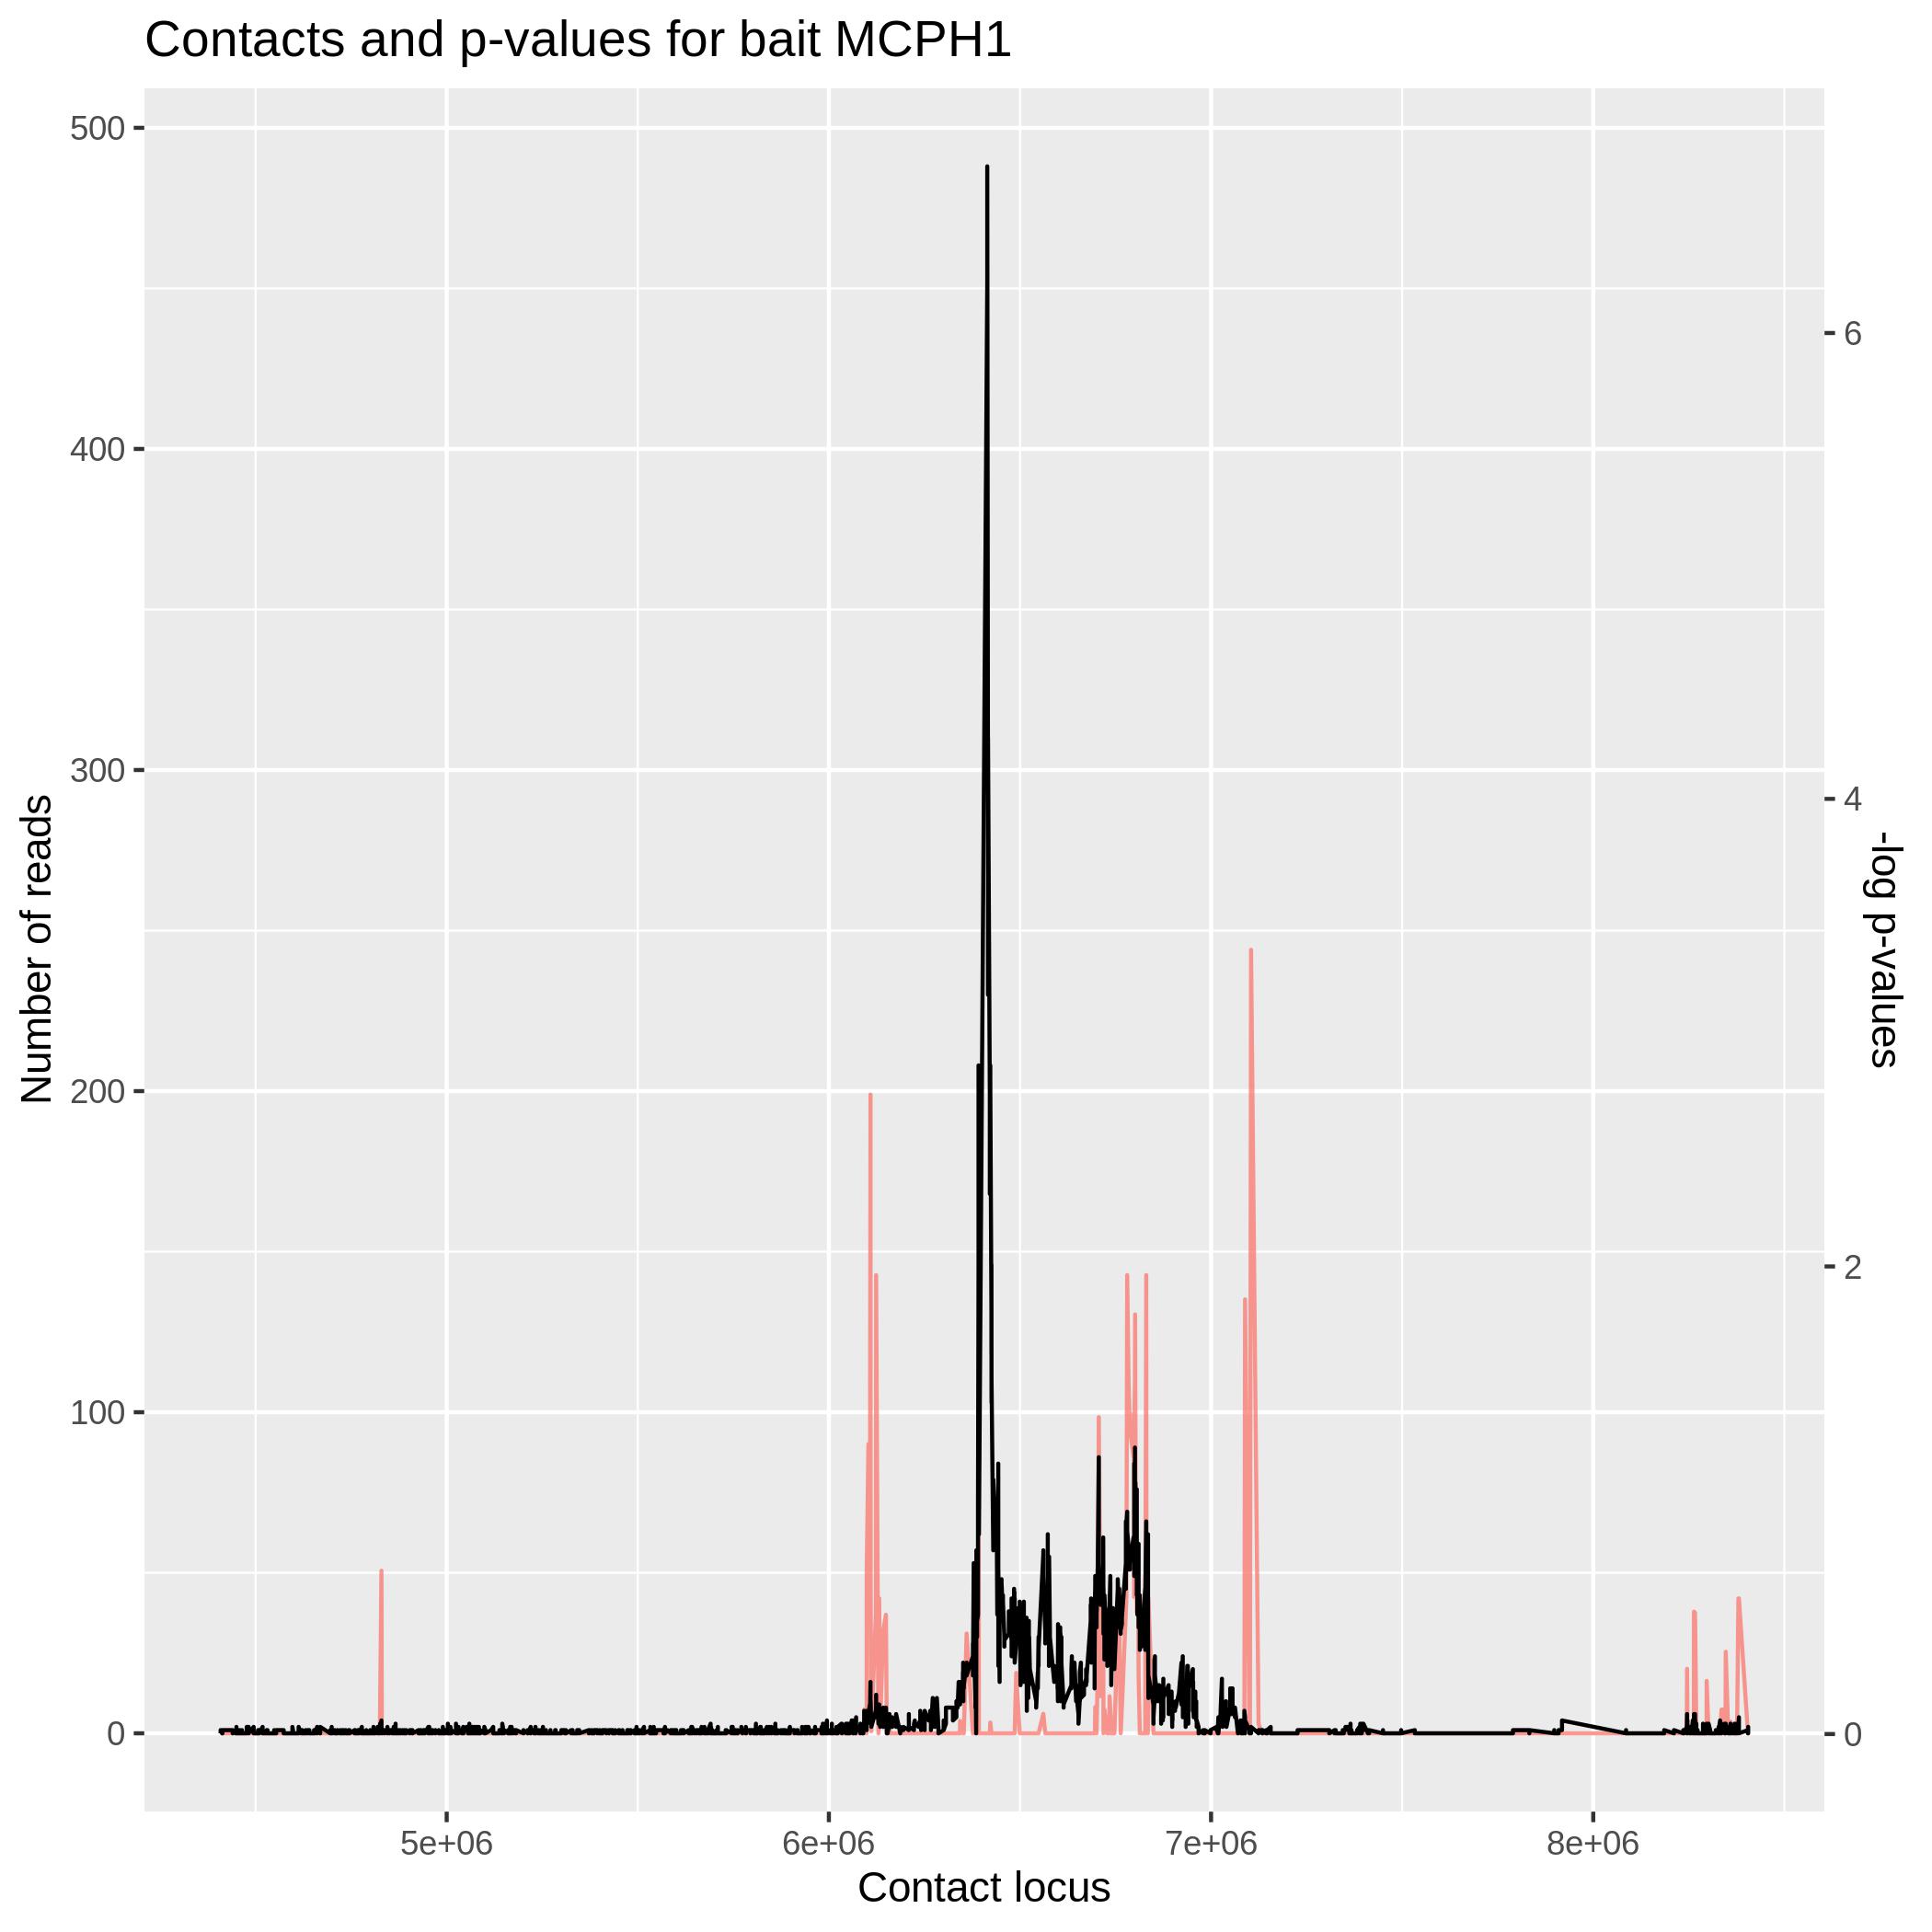 Contacts and p-values for bait MCPH1
500
400
300
200
100
0
Number of reads
6
4
2
0
-log p-values
5e+06
6e+06
7e+06
8e+06
Contact locus